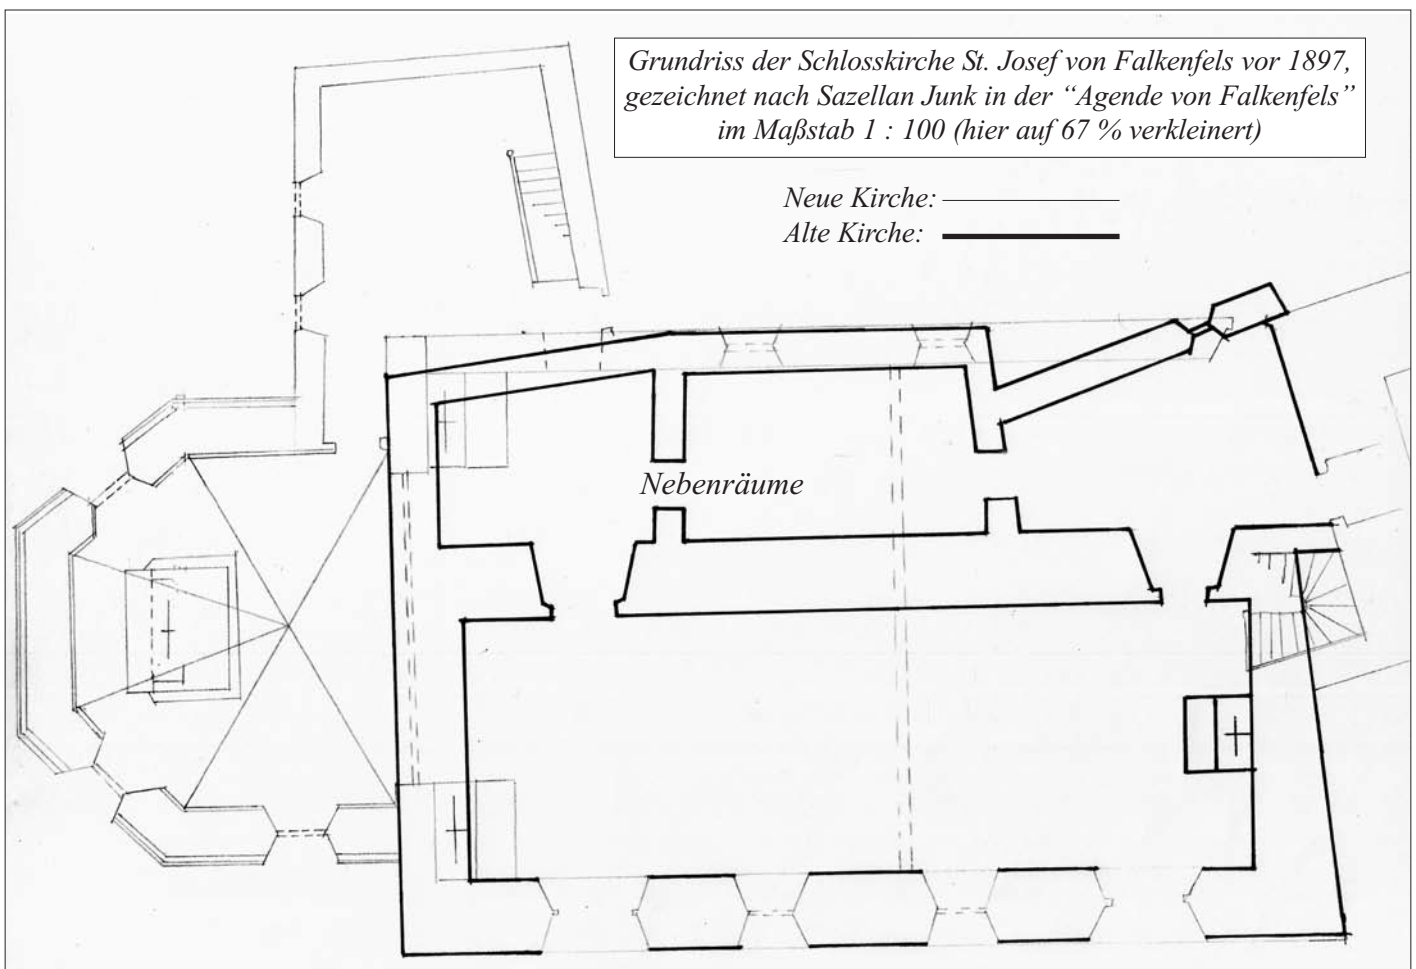 Grundriss der Schlosskirche St. Josef von Falkenfels vor 1897,
gezeichnet nach Sazellan Junk in der “Agende von Falkenfels”
im Maßstab 1 : 100 (hier auf 67 % verkleinert)
Neue Kirche:
Alte Kirche:
Nebenräume